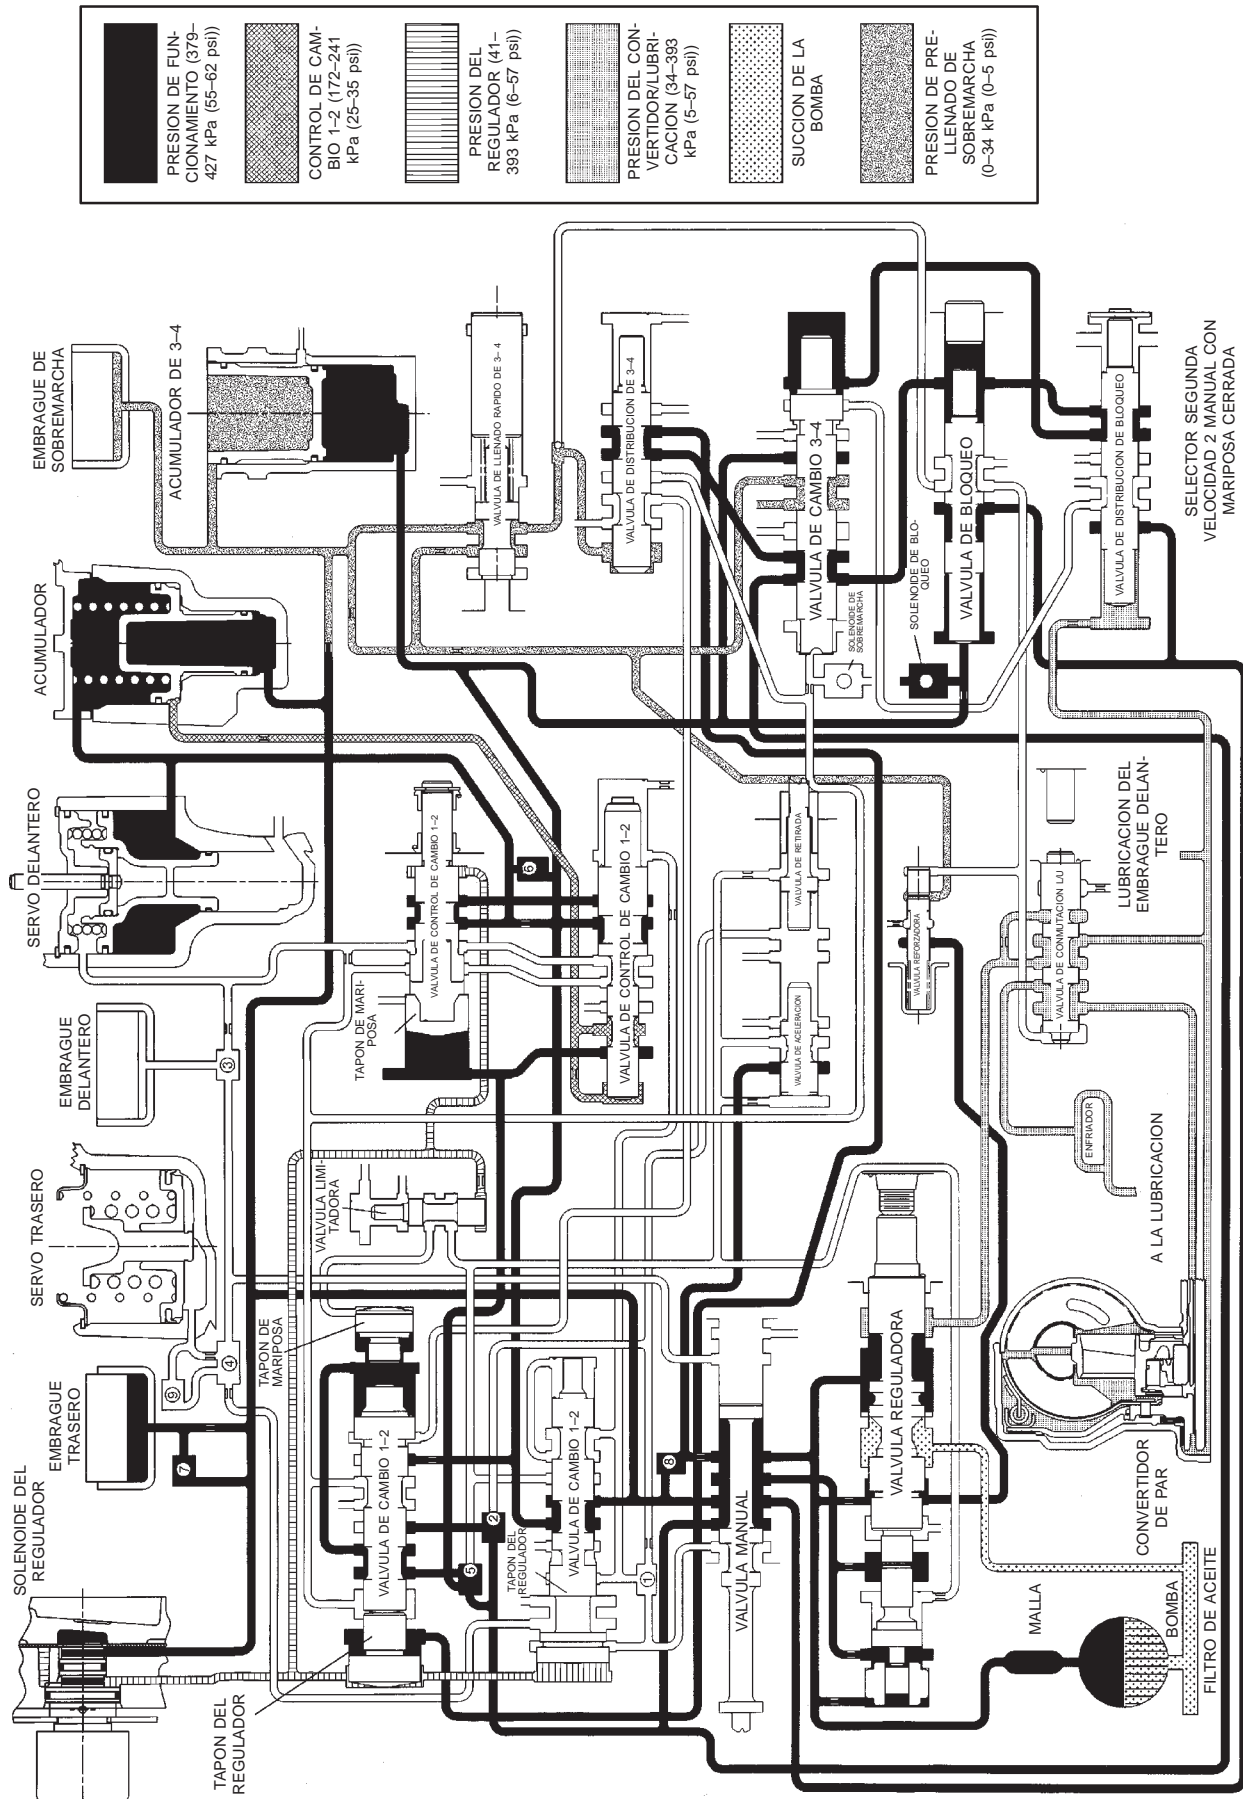 PRESION DE FUN-
CIONAMIENTO (379–
427 kPa (55–62 psi))
CONTROL DE CAM-
BIO 1–2 (172–241
kPa (25–35 psi))
PRESION DEL
REGULADOR (41–
393 kPa (6–57 psi))
PRESION DEL CON-
VERTIDOR/LUBRI-
CACION (34–393
kPa (5–57 psi))
SUCCION DE LA
BOMBA
PRESION DE PRE-
LLENADO DE
SOBREMARCHA
(0–34 kPa (0–5 psi))
SOLENOIDE DEL
REGULADOR
EMBRAGUE
TRASERO
SERVO TRASERO
EMBRAGUE
DELANTERO
SERVO DELANTERO
ACUMULADOR
EMBRAGUE DE
SOBREMARCHA
ACUMULADOR DE 3–4
7
9
4
3
6
TAPON DEL
REGULADOR
VALVULA DE CAMBIO 1–2
TAPON DE
MARIPOSA
VALVULA LIMI-
TADORA
TAPON DE MARI-
POSA
VALVULA DE CONTROL DE CAMBIO 1–2
VALVULA DE LLENADO RAPIDO DE 3– 4
5
2
TAPON DEL
REGULADOR
VALVULA DE CAMBIO 1–2
VALVULA DE CONTROL DE CAMBIO 1–2
VALVULA DE DISTRIBUCION DE 3–4
1
8
VALVULA MANUAL
VALVULA DE ACELERACION
VALVULA DE RETIRADA
SOLENOIDE DE
SOBREMARCHA
VALVULA DE CAMBIO 3–4
VALVULA REGULADORA
VALVULA REFORZADORA
SOLENOIDE DE BLO-
QUEO
VALVULA DE BLOQUEO
MALLA
BOMBA
FILTRO DE ACEITE
CONVERTIDOR
DE PAR
A LA LUBRICACION
ENFRIADOR
VALVULA DE CONMUTACION UU
LUBRICACION DEL
EMBRAGUE DELAN-
TERO
VALVULA DE DISTRIBUCION DE BLOQUEO
SELECTOR SEGUNDA
VELOCIDAD 2 MANUAL CON
MARIPOSA CERRADA